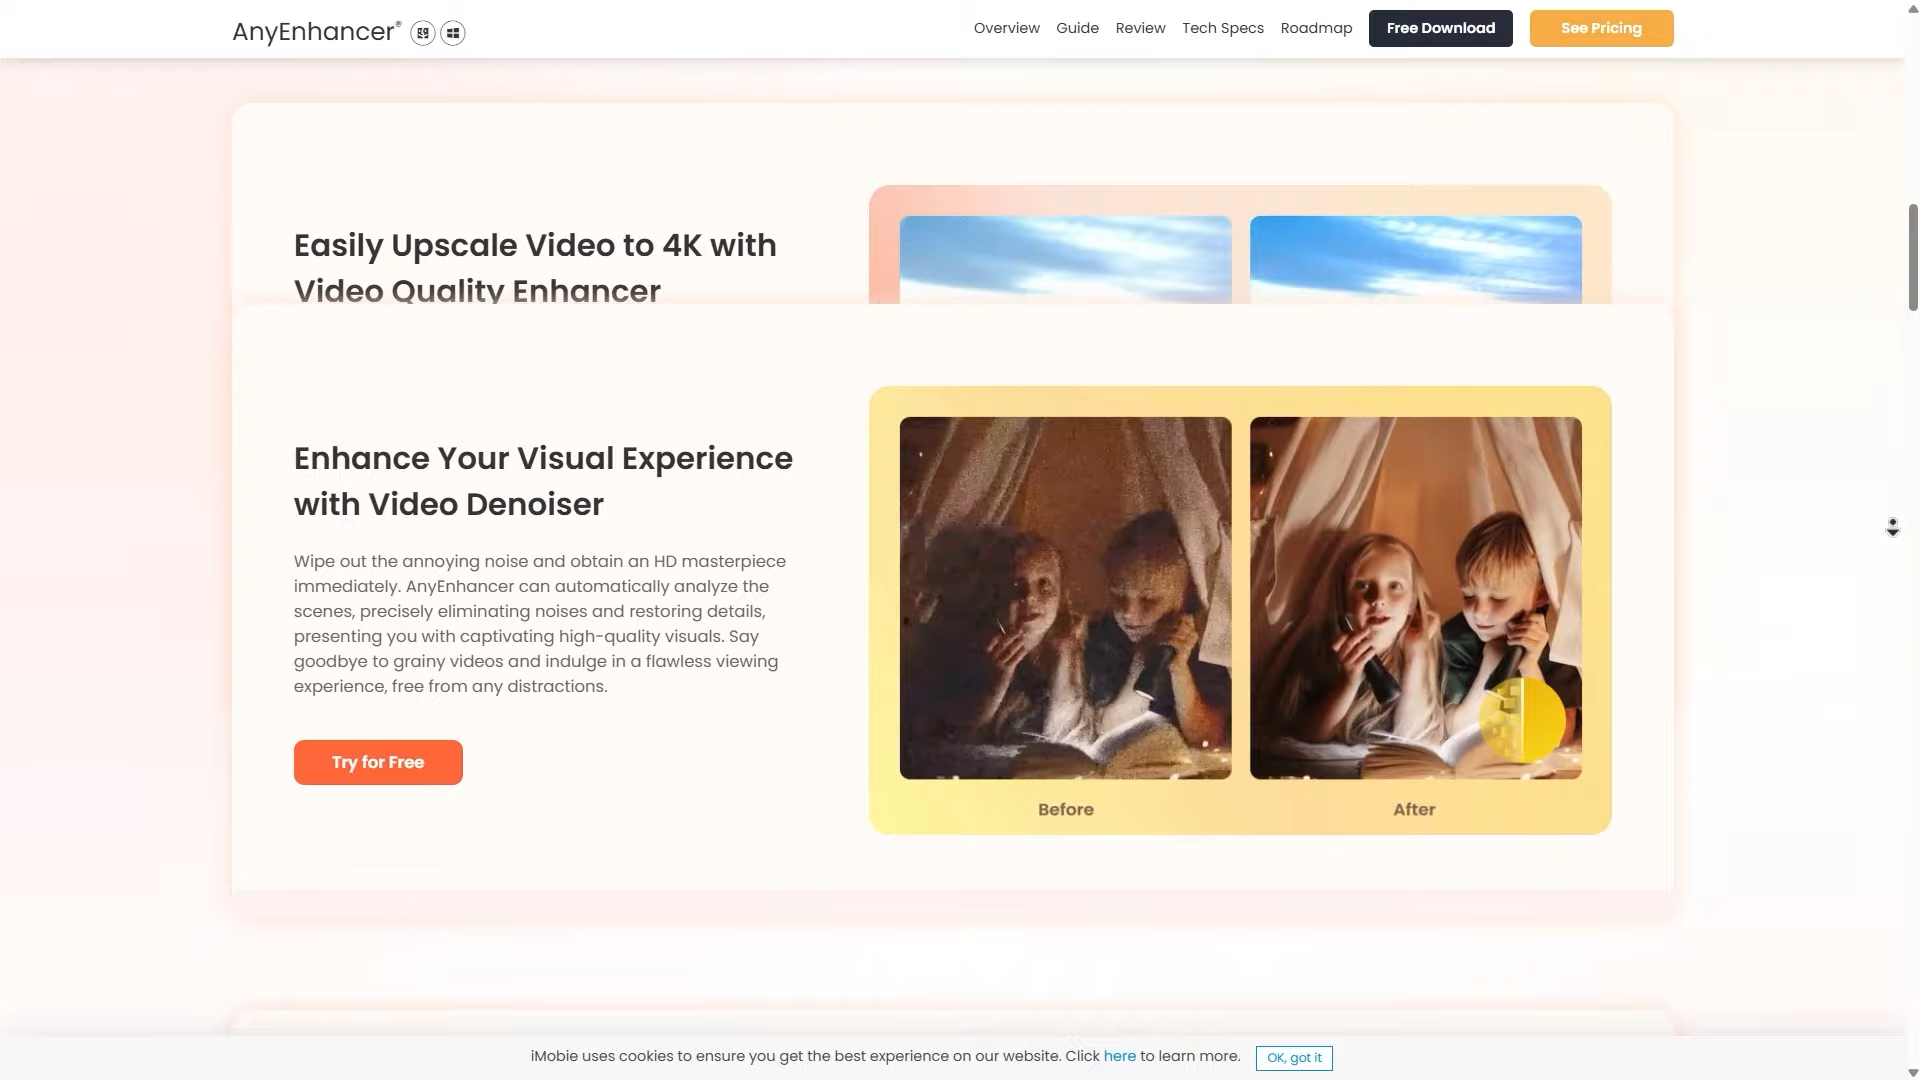 AnyEnhancer®
Overview Guide Review Tech Specs Roadmap Free Download See Pricing
Easily Upscale Video to 4K with
Video Quality Enhancer
Enhance Your Visual Experience
with Video Denoiser
Wipe out the annoying noise and obtain an HD masterpiece
immediately. AnyEnhancer can automatically analyze the
scenes, precisely eliminating noises and restoring details,
presenting you with captivating high-quality visuals. Say
goodbye to grainy videos and indulge in a flawless viewing
experience, free from any distractions.
Try for Free
Before After
iMobie uses cookies to ensure you get the best experience on our website. Click here to learn more. OK, got it